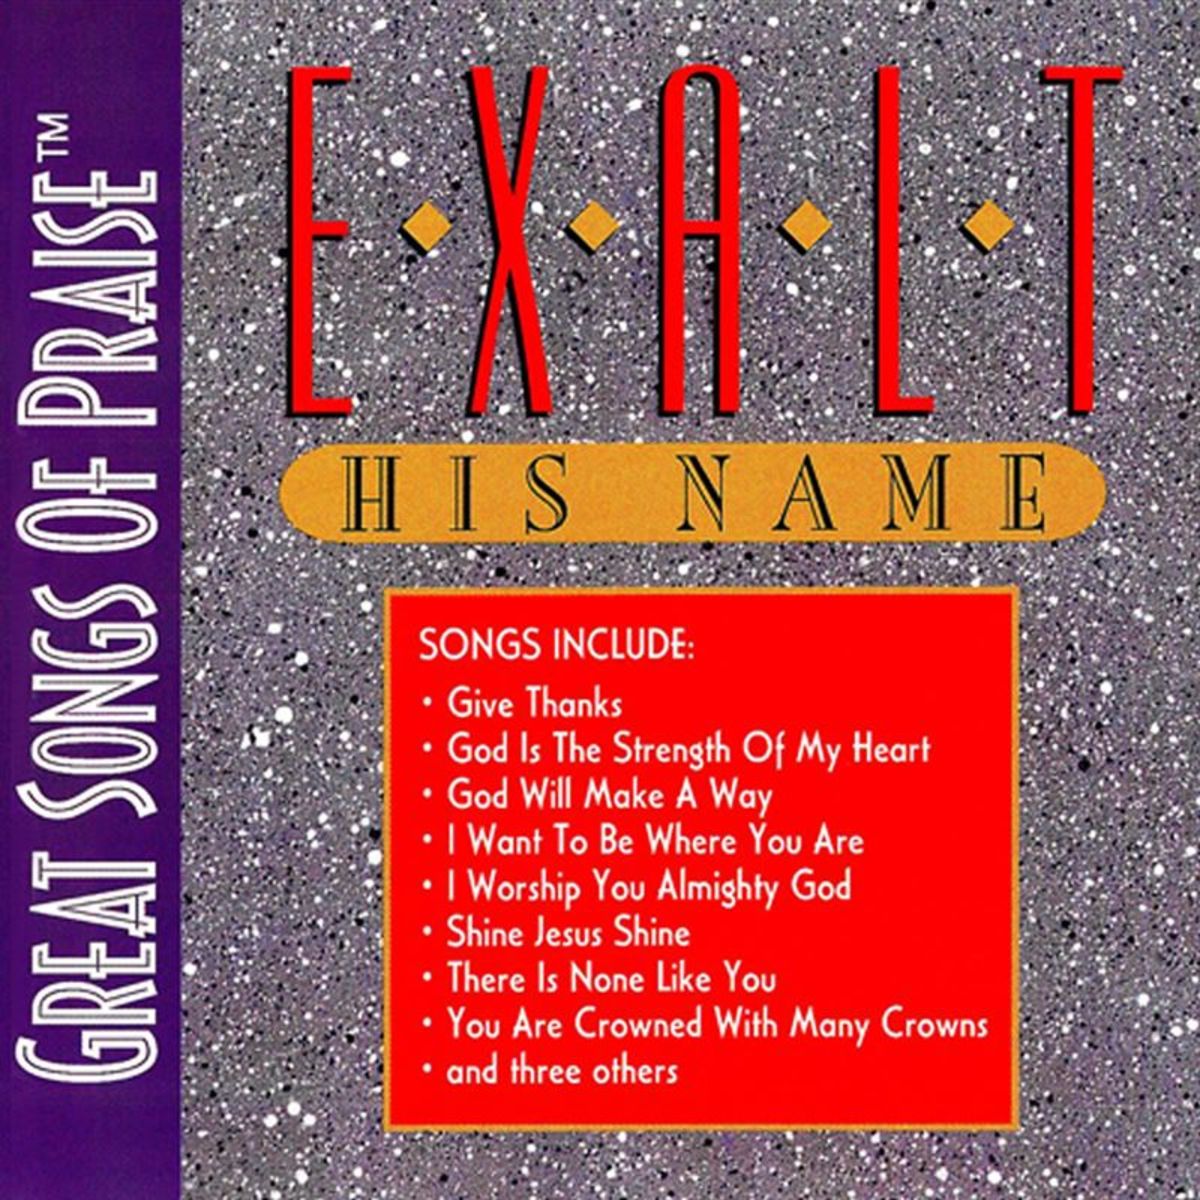 GREAT SONGS OF PRAISE™
E◆X◆A◆L◆T
HIS NAME
SONGS INCLUDE:
• Give Thanks
• God Is The Strength Of My Heart
• God Will Make A Way
• I Want To Be Where You Are
• I Worship You Almighty God
• Shine Jesus Shine
• There Is None Like You
• You Are Crowned With Many Crowns
• and three others